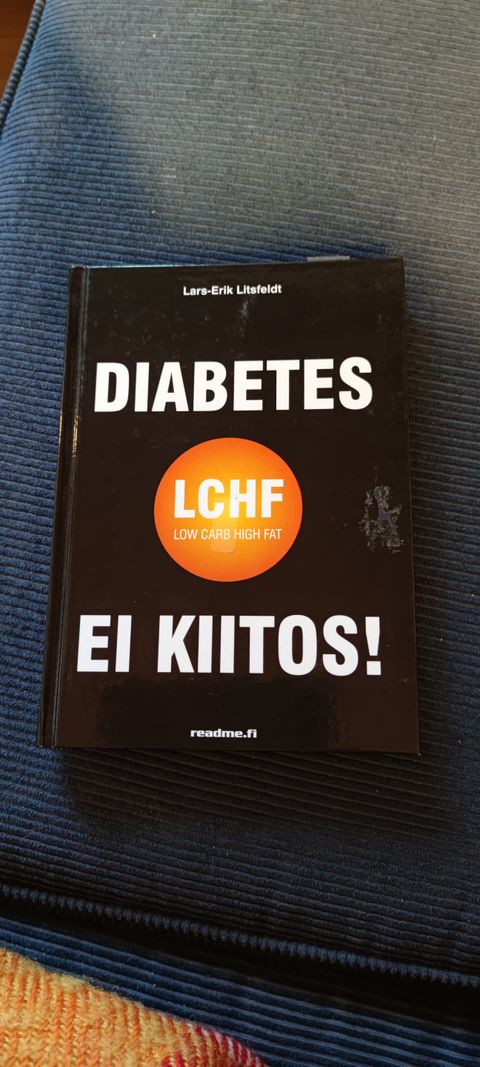 Lars-Erik Litsfeldt
DIABETES
LCHF
LOW CARB HIGH FAT
EI KIITOS!
readme.fi